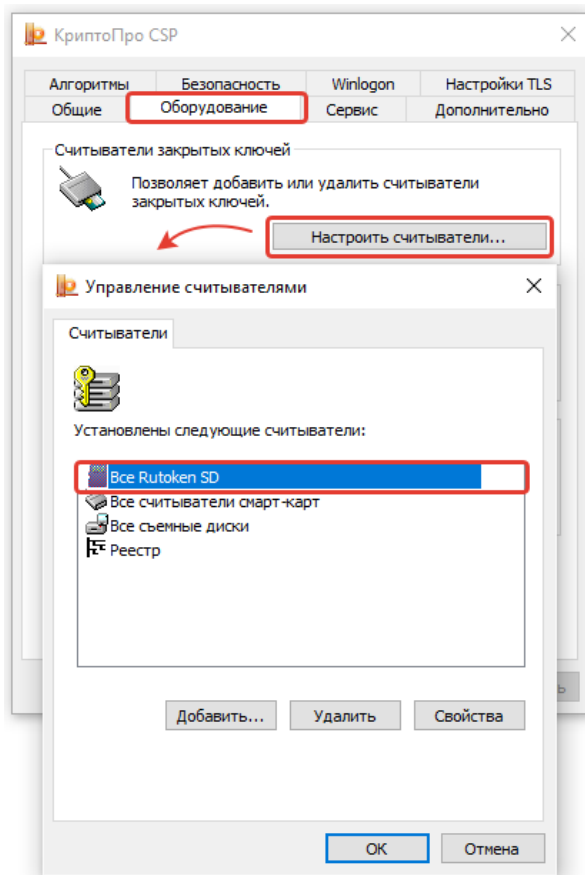 КриптоПро CSP
Алгоритмы Безопасность Winlogon Настройки TLS
Общие Оборудование Сервис Дополнительно
Считыватели закрытых ключей
Позволяет добавить или удалить считыватели
закрытых ключей.
Настроить считыватели...
Управление считывателями
Считыватели
Установлены следующие считыватели:
Все Rutoken SD
Все считыватели смарт-карт
Все съемные диски
Реестр
Добавить... Удалить Свойства
ОК Отмена